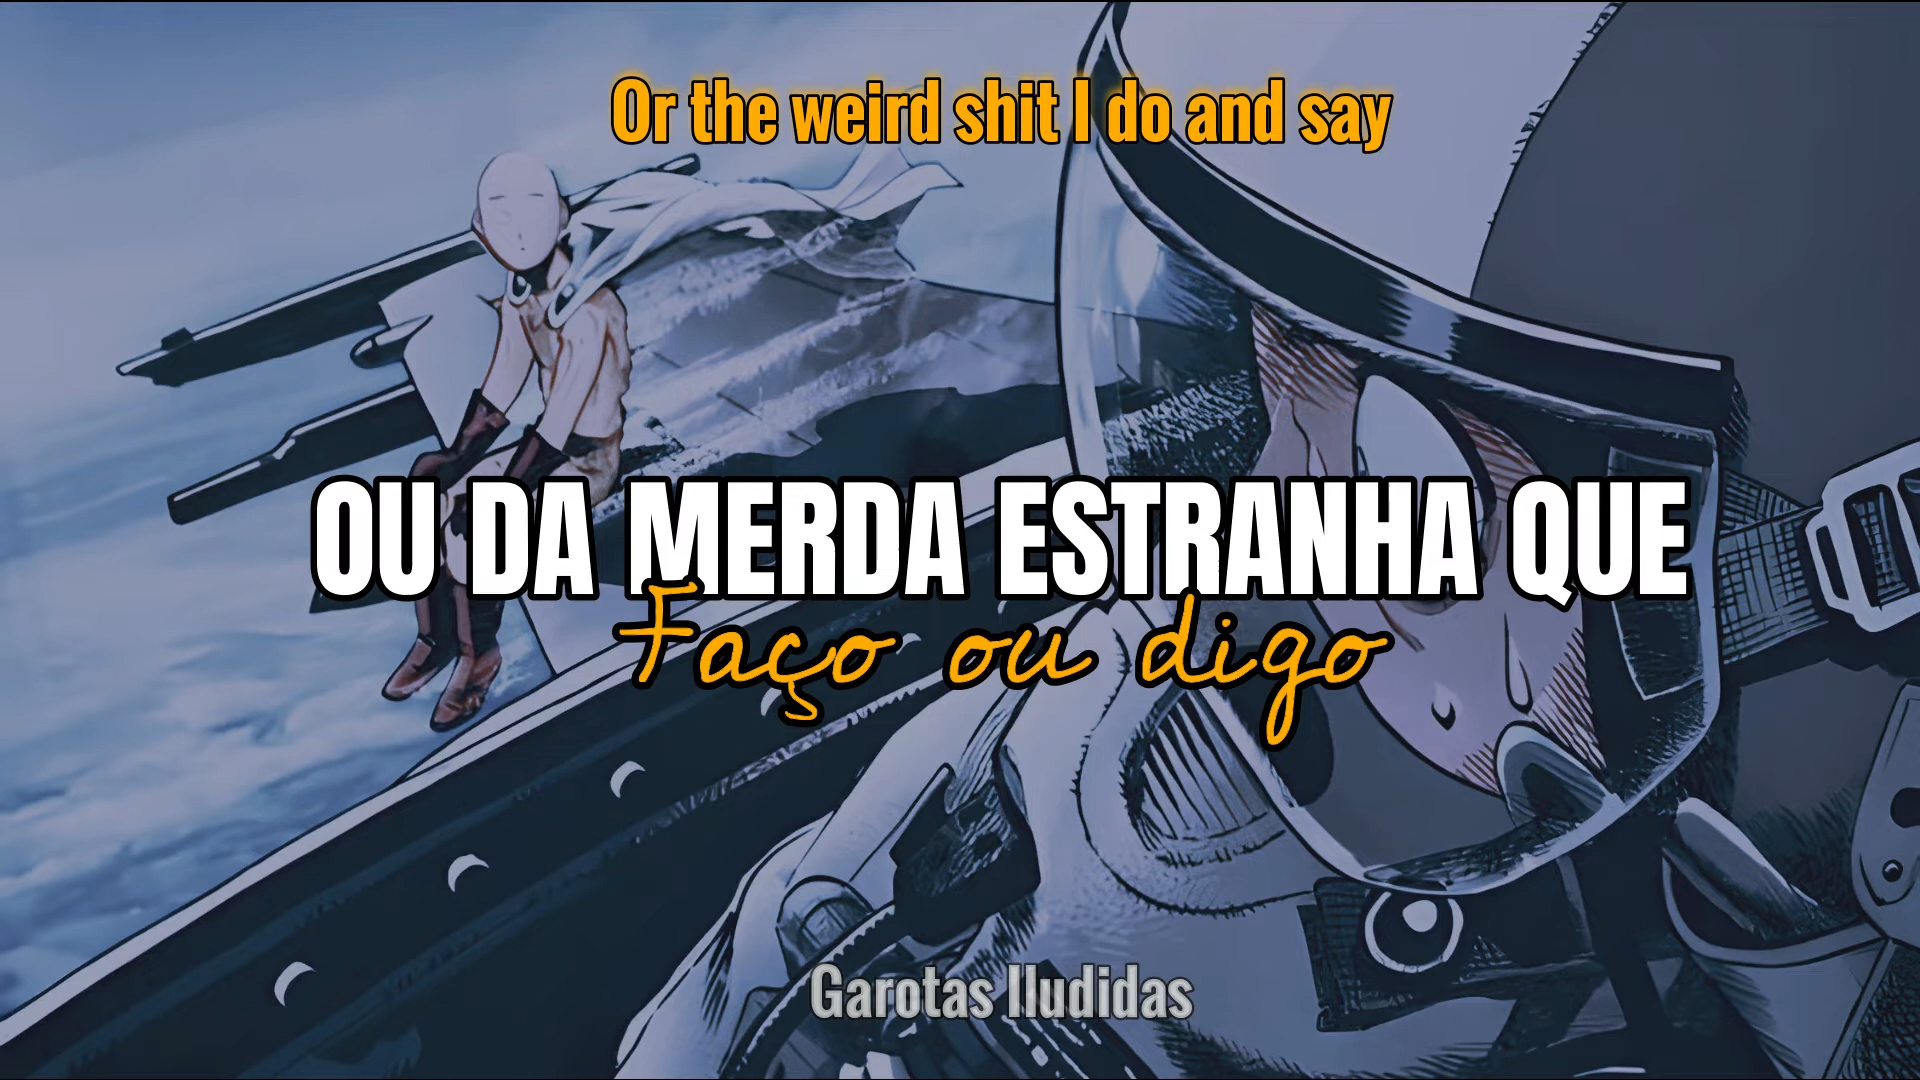 Or the weird shit I do and say
OU DA MERDA ESTRANHA QUE
Faço ou digo
Garotas Iludidas